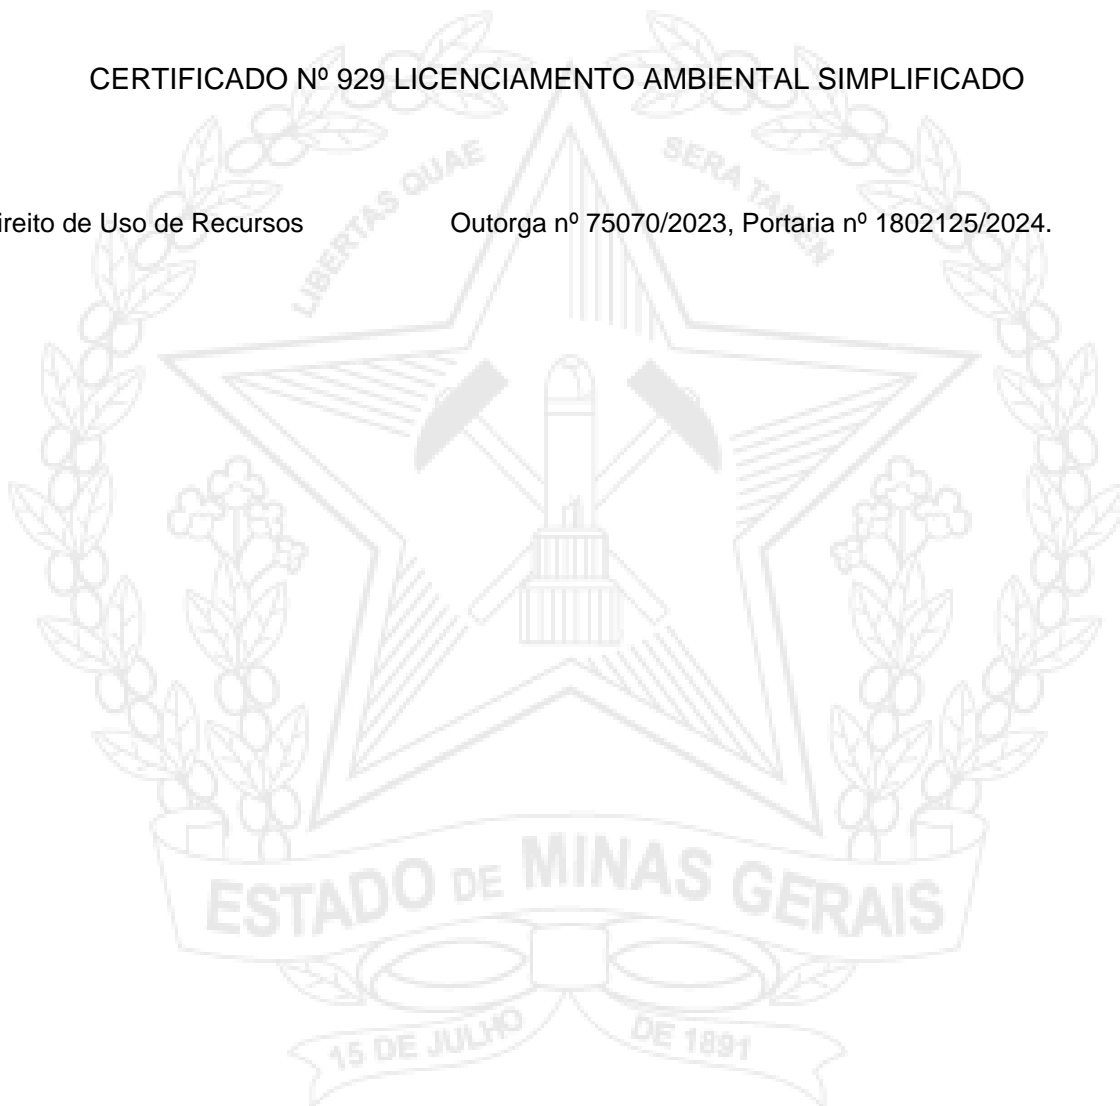 CERTIFICADO Nº 929 LICENCIAMENTO AMBIENTAL SIMPLIFICADO
LIBERTAS QUAE SERA TAMEN
ireito de Uso de Recursos Outorga nº 75070/2023, Portaria nº 1802125/2024.
ESTADO DE MINAS GERAIS
15 DE JULHO DE 1891